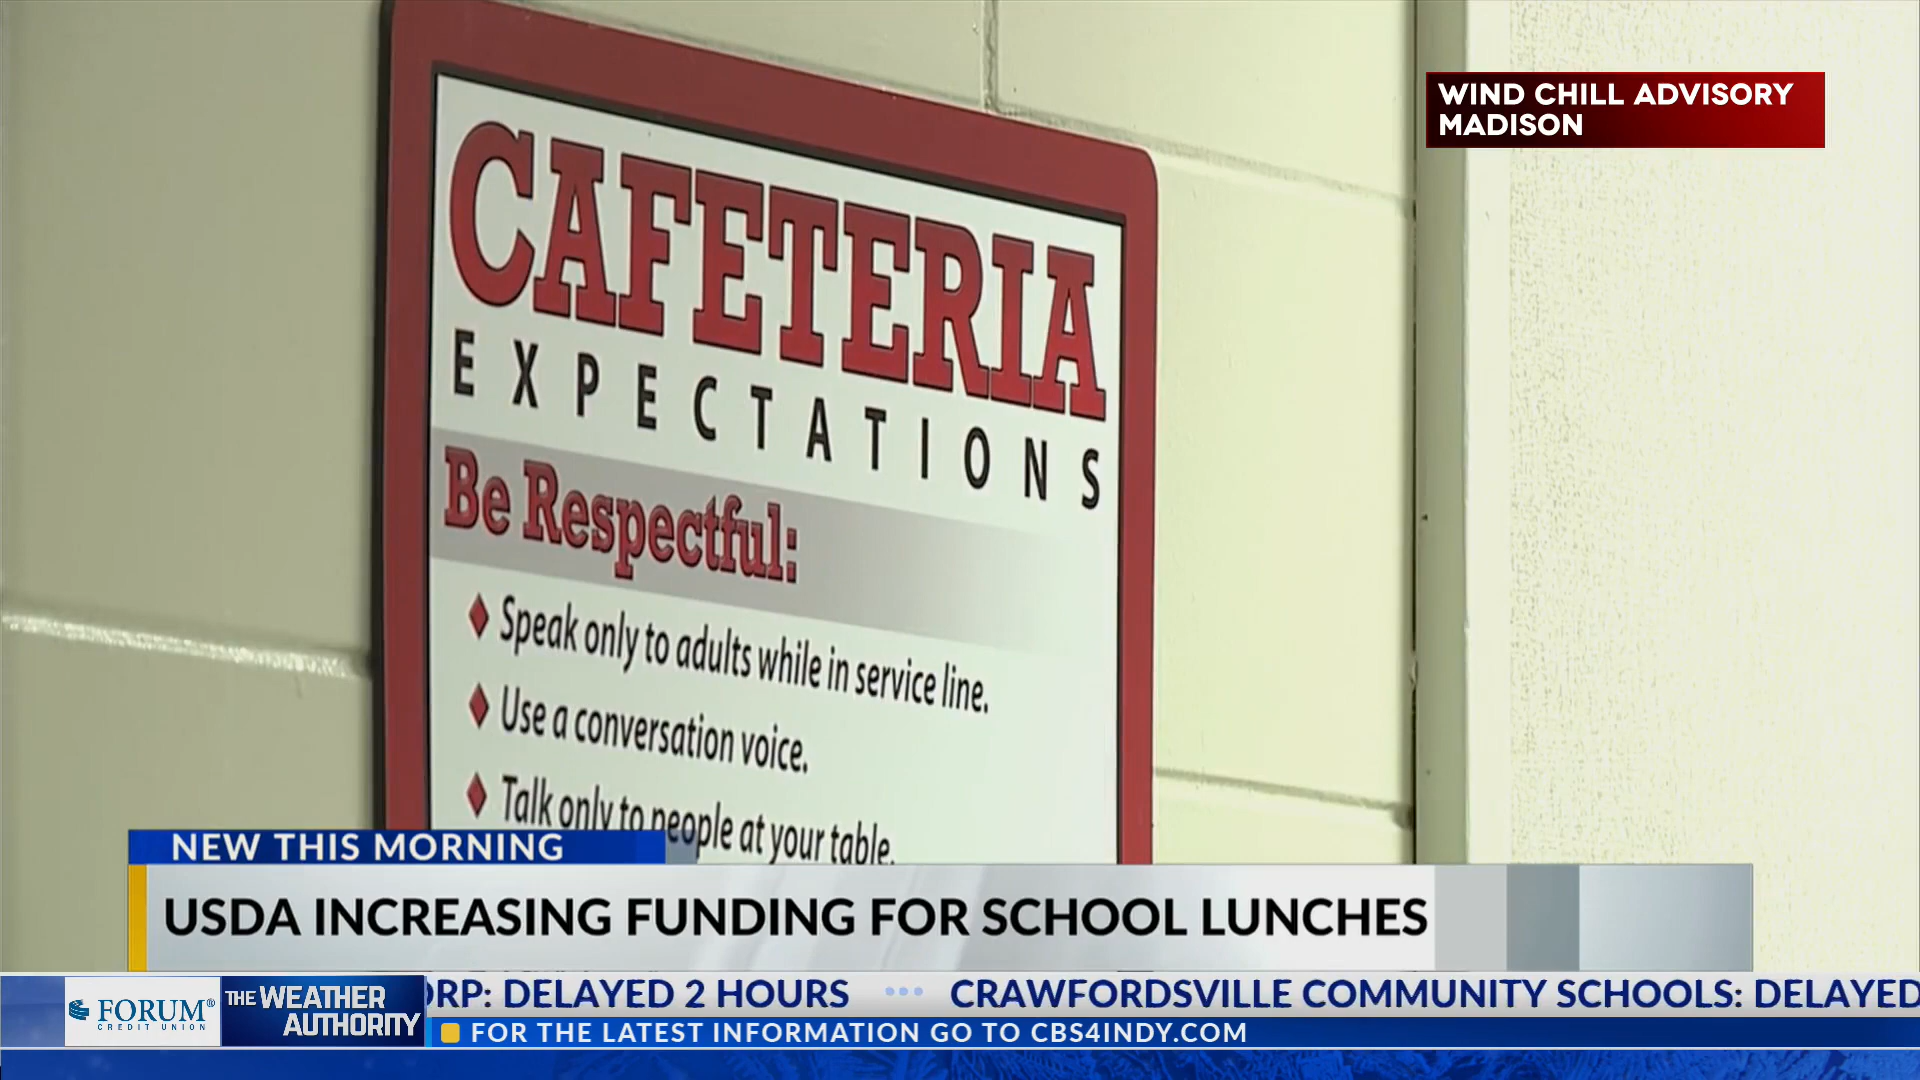 WIND CHILL ADVISORY
MADISON
CAFETERIA
EXPECTATIONS
Be Respectful:
♦ Speak only to adults while in service line.
♦ Use a conversation voice.
♦ Talk only to people at your table.
NEW THIS MORNING
USDA INCREASING FUNDING FOR SCHOOL LUNCHES
FORUM®
CREDIT UNION
THE WEATHER
AUTHORITY
ORP: DELAYED 2 HOURS ••• CRAWFORDSVILLE COMMUNITY SCHOOLS: DELAYED
FOR THE LATEST INFORMATION GO TO CBS4INDY.COM